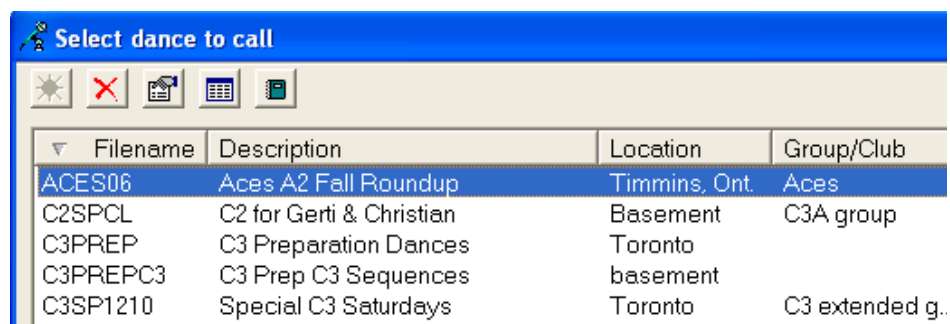 Select dance to call
Filename Description Location Group/Club
ACES06 Aces A2 Fall Roundup Timmins, Ont. Aces
C2SPCL C2 for Gerti & Christian Basement C3A group
C3PREP C3 Preparation Dances Toronto
C3PREPC3 C3 Prep C3 Sequences basement
C3SP1210 Special C3 Saturdays Toronto C3 extended g..